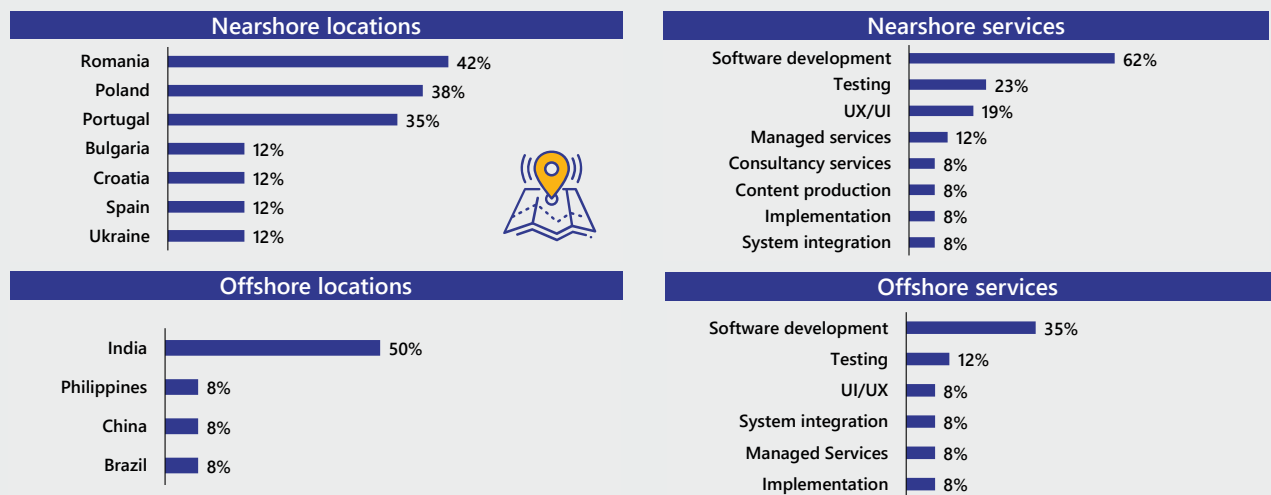 Nearshore locations
Romania 42%
Poland 38%
Portugal 35%
Bulgaria 12%
Croatia 12%
Spain 12%
Ukraine 12%
Nearshore services
Software development 62%
Testing 23%
UX/UI 19%
Managed services 12%
Consultancy services 8%
Content production 8%
Implementation 8%
System integration 8%
Offshore locations
India 50%
Philippines 8%
China 8%
Brazil 8%
Offshore services
Software development 35%
Testing 12%
UI/UX 8%
System integration 8%
Managed Services 8%
Implementation 8%